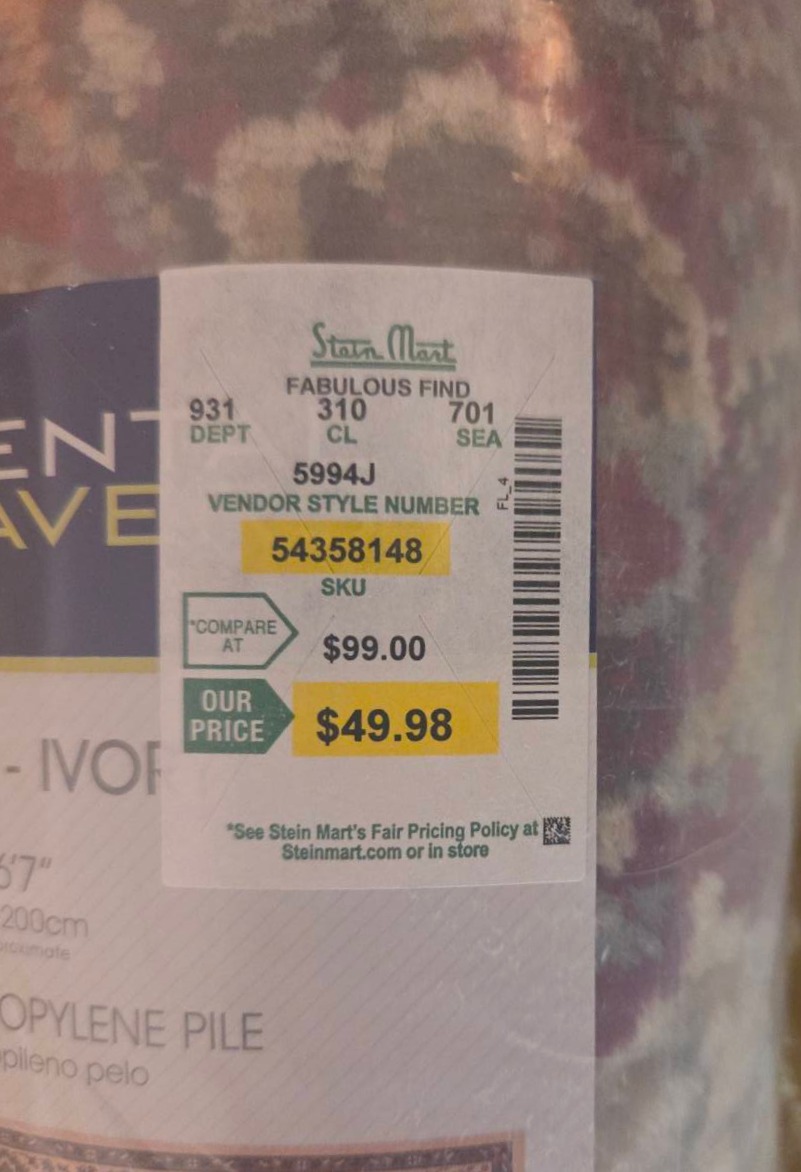 Stein Mart
FABULOUS FIND
931 310 701
DEPT CL SEA
5994J
VENDOR STYLE NUMBER
FL_4
54358148
SKU
*COMPARE
AT
$99.00
OUR
PRICE
$49.98
*See Stein Mart's Fair Pricing Policy at
Steinmart.com or in store
ENT
AVE
- IVOR
6'7"
200cm
OPYLENE PILE
pelo